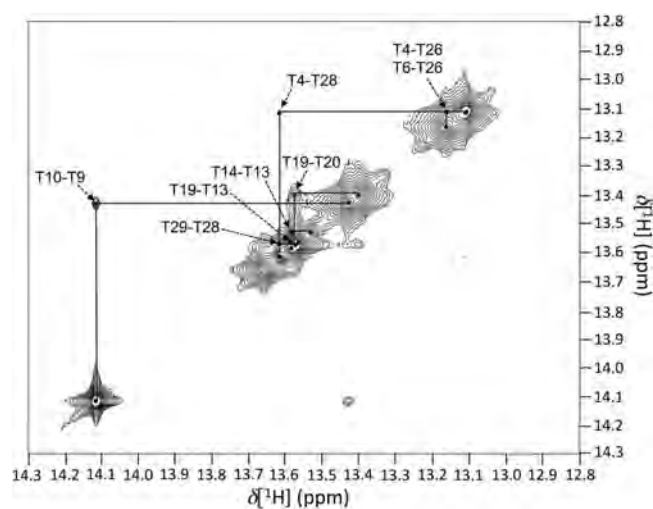 12.8
12.9
T4-T26
13.0
T6-T26
T4-T28
13.1
13.2
T14-T13
T19-T20
13.3
T10-T9
T19-T13
13.4
13.5
T29-T28
13.6
13.7
13.8
13.9
14.0
14.1
14.2
14.3
δ[¹H] (ppm)
14.3 14.2 14.1 14.0 13.9 13.8 13.7 13.6 13.5 13.4 13.3 13.2 13.1 13.0 12.9 12.8
δ[¹H] (ppm)